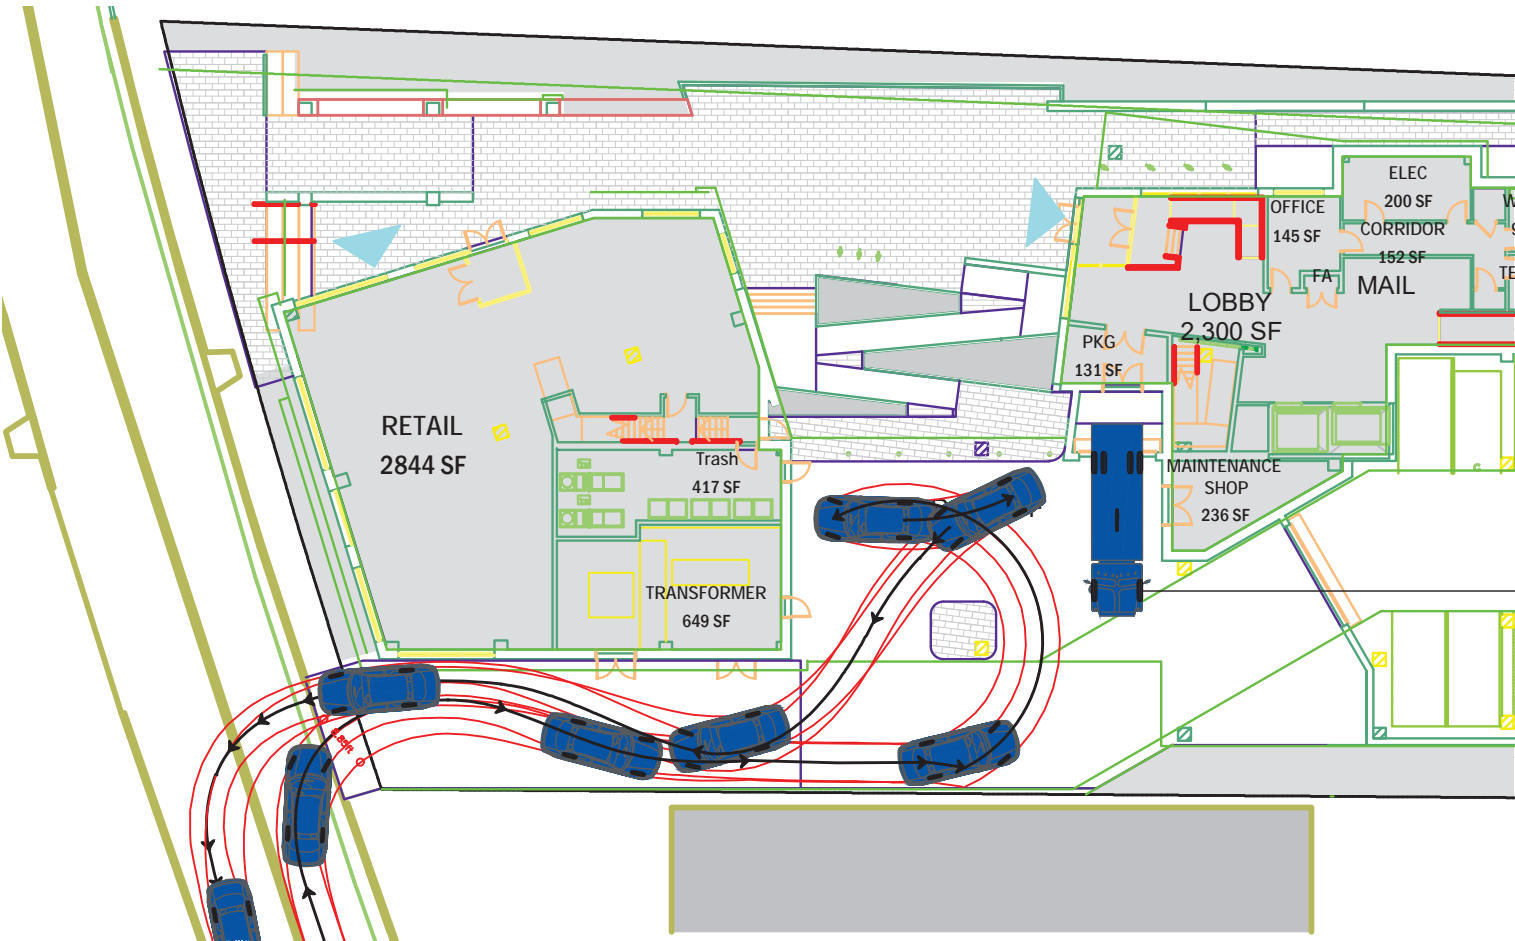 ELEC
200 SF
OFFICE
145 SF
CORRIDOR
152 SF
FA
MAIL
LOBBY
2,300 SF
PKG
131 SF
RETAIL
2844 SF
Trash
417 SF
MAINTENANCE
SHOP
236 SF
TRANSFORMER
649 SF